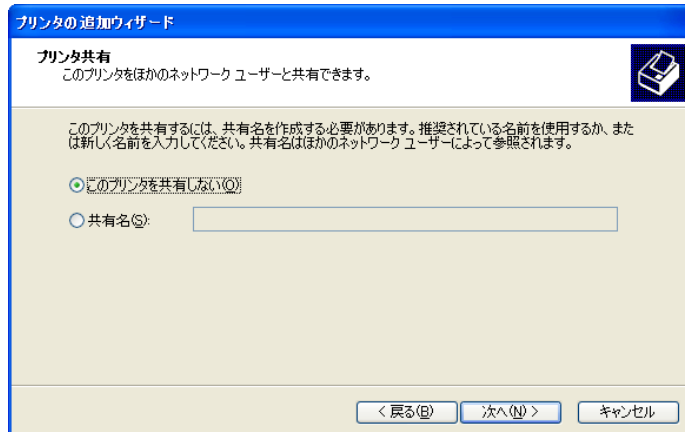 プリンタの追加ウィザード
プリンタ共有
このプリンタをほかのネットワーク ユーザーと共有できます。
このプリンタを共有するには、共有名を作成する必要があります。推奨されている名前を使用するか、また
は新しく名前を入力してください。共有名はほかのネットワーク ユーザーによって参照されます。
このプリンタを共有しない(O)
共有名(S):
< 戻る(B) 次へ(N) > キャンセル